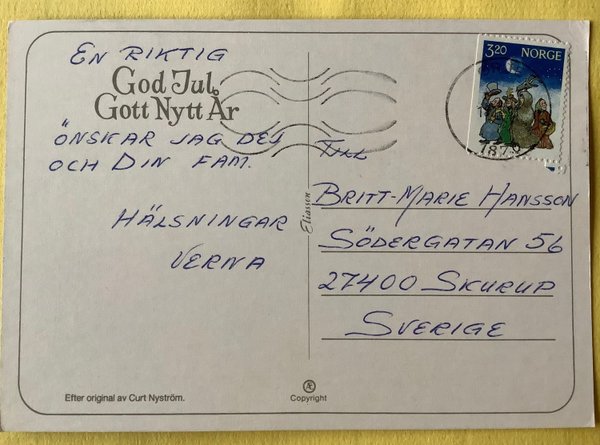 EN RIKTIG
God Jul,
Gott Nytt År
ÖNSKAR JAG DEJ
OCH DIN FAM.
HÄLSNINGAR
VERNA
Eliasson
3.20 NORGE
TILL
BRITT-MARIE HANSSON
SÖDERGATAN 56
27400 SKURUP
SVERIGE
Efter original av Curt Nyström.
Æ
Copyright